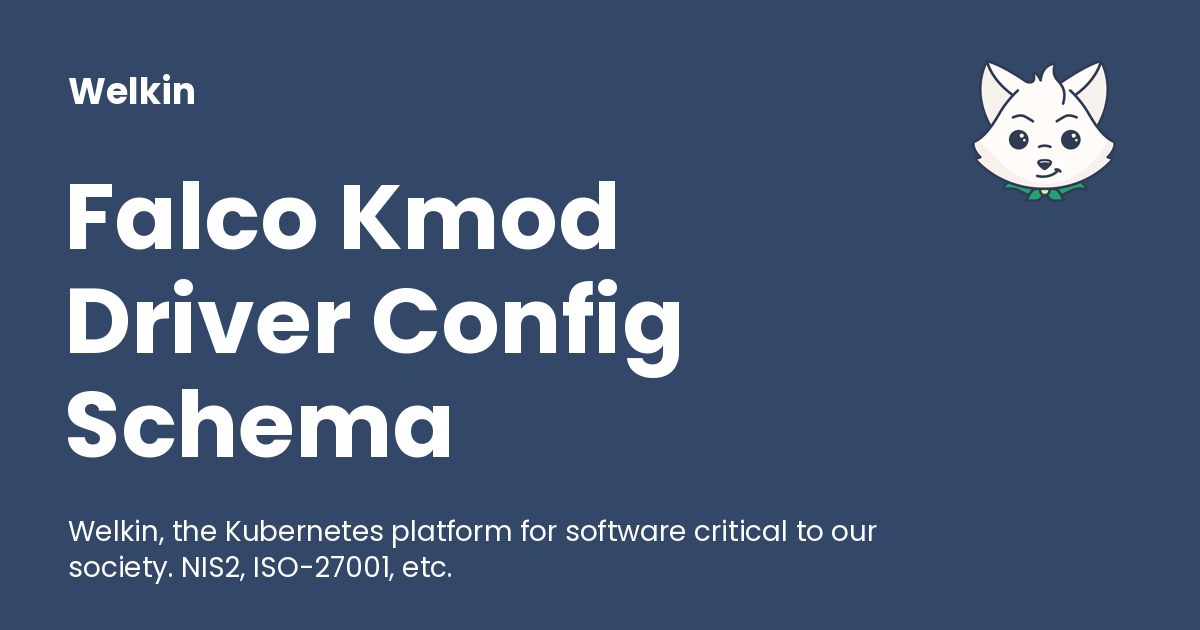 Welkin
Falco Kmod
Driver Config
Schema
Welkin, the Kubernetes platform for software critical to our
society. NIS2, ISO-27001, etc.